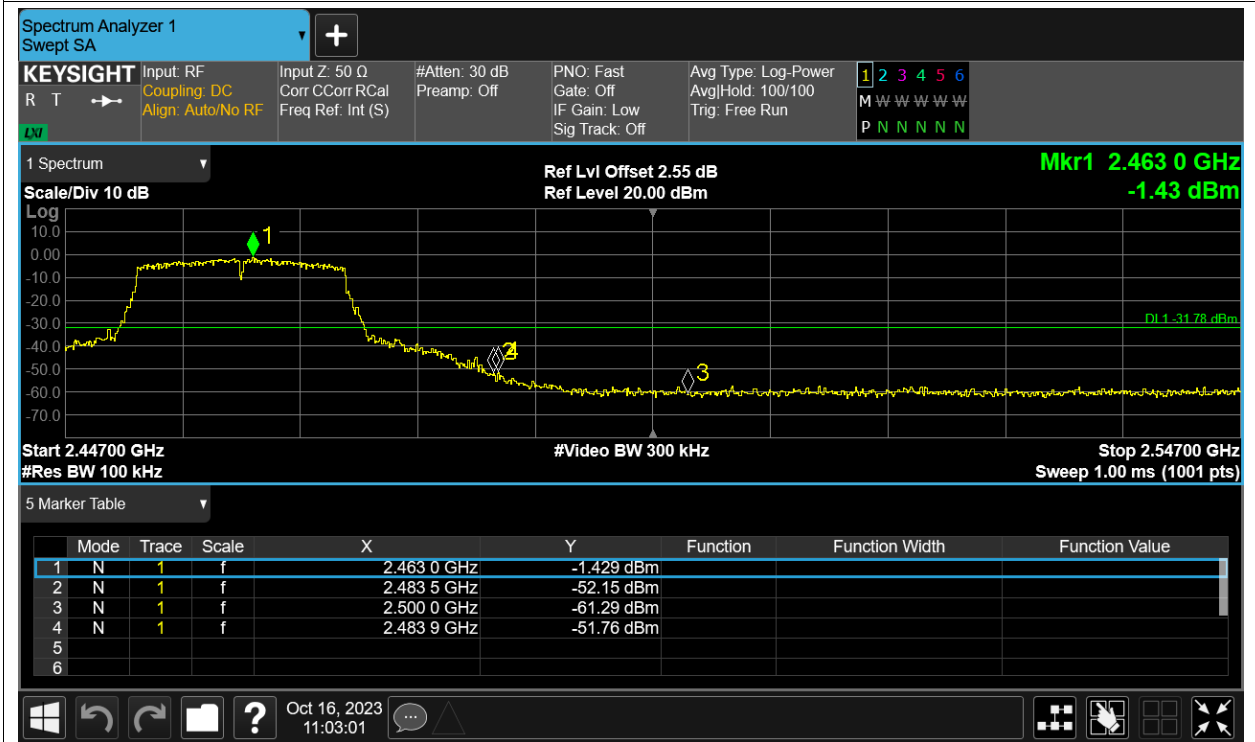 Spectrum Analyzer 1
Swept SA
+
KEYSIGHT Input: RF Input Z: 50 Ω #Atten: 30 dB PNO: Fast Avg Type: Log-Power 1 2 3 4 5 6
R T Coupling: DC Corr CCorr RCal Preamp: Off Gate: Off Avg|Hold: 100/100 M W W W W W
Align: Auto/No RF Freq Ref: Int (S) IF Gain: Low Trig: Free Run
LXI Sig Track: Off P N N N N N
1 Spectrum Ref Lvl Offset 2.55 dB Mkr1 2.463 0 GHz
Scale/Div 10 dB Ref Level 20.00 dBm -1.43 dBm
Log
10.0
1
0.00
-10.0
-20.0
-30.0 DL1 -31.78 dBm
-40.0 2 4
-50.0 3
-60.0
-70.0
Start 2.44700 GHz #Video BW 300 kHz Stop 2.54700 GHz
#Res BW 100 kHz Sweep 1.00 ms (1001 pts)
5 Marker Table
Mode Trace Scale X Y Function Function Width Function Value
1 N 1 f 2.463 0 GHz -1.429 dBm
2 N 1 f 2.483 5 GHz -52.15 dBm
3 N 1 f 2.500 0 GHz -61.29 dBm
4 N 1 f 2.483 9 GHz -51.76 dBm
5
6
? Oct 16, 2023
11:03:01